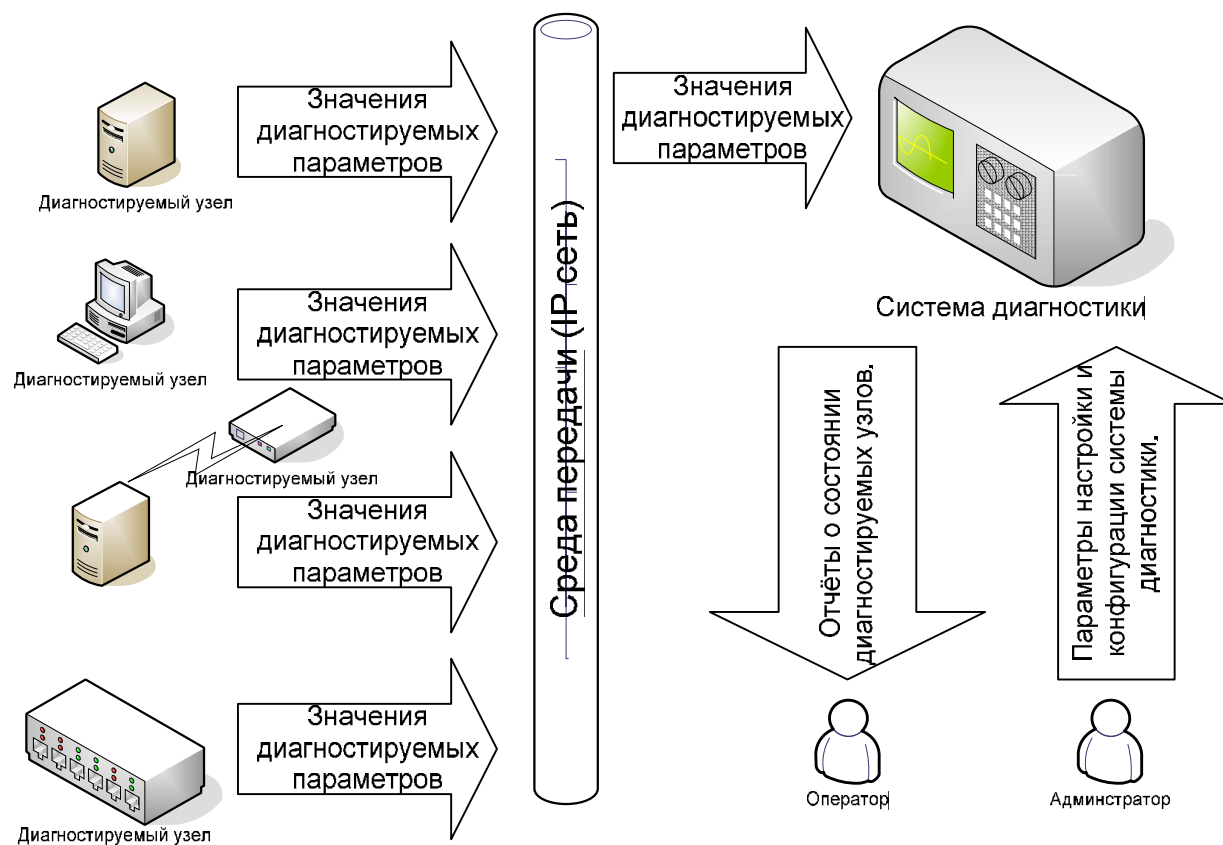 Значения
диагностируемых
параметров
Диагностируемый узел
Значения
диагностируемых
параметров
Диагностируемый узел
Диагностируемый узел
Значения
диагностируемых
параметров
Значения
диагностируемых
параметров
Диагностируемый узел
Среда передачи (IP сеть)
Значения
диагностируемых
параметров
Система диагностики
Отчёты о состоянии
диагностируемых узлов.
Параметры настройки и
конфигурации системы
диагностики.
Оператор
Админстратор